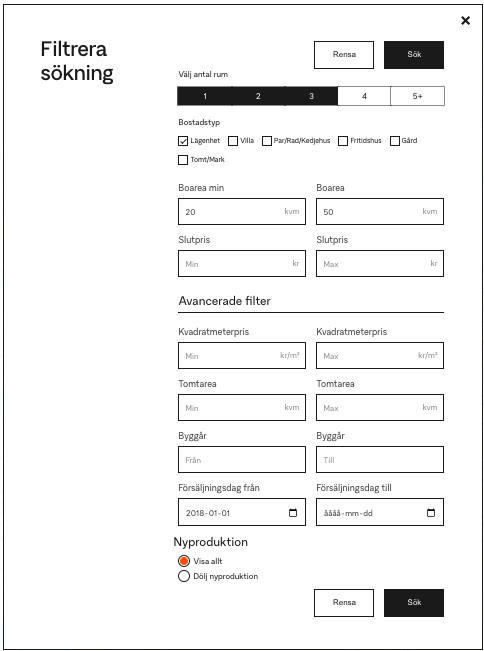 Filtrera
sökning
Rensa Sök
Välj antal rum
1 2 3 4 5+
Bostadstyp
Lägenhet Villa Par/Rad/Kedjehus Fritidshus Gård
Tomt/Mark
Boarea min Boarea
20 kvm 50 kvm
Slutpris Slutpris
Min kr Max kr
Avancerade filter
Kvadratmeterpris Kvadratmeterpris
Min kr/m² Max kr/m²
Tomtarea Tomtarea
Min kvm Max kvm
Byggår Byggår
Från Till
Försäljningsdag från Försäljningsdag till
2018-01-01 åååå-mm-dd
Nyproduktion
Visa allt
Dölj nyproduktion
Rensa Sök